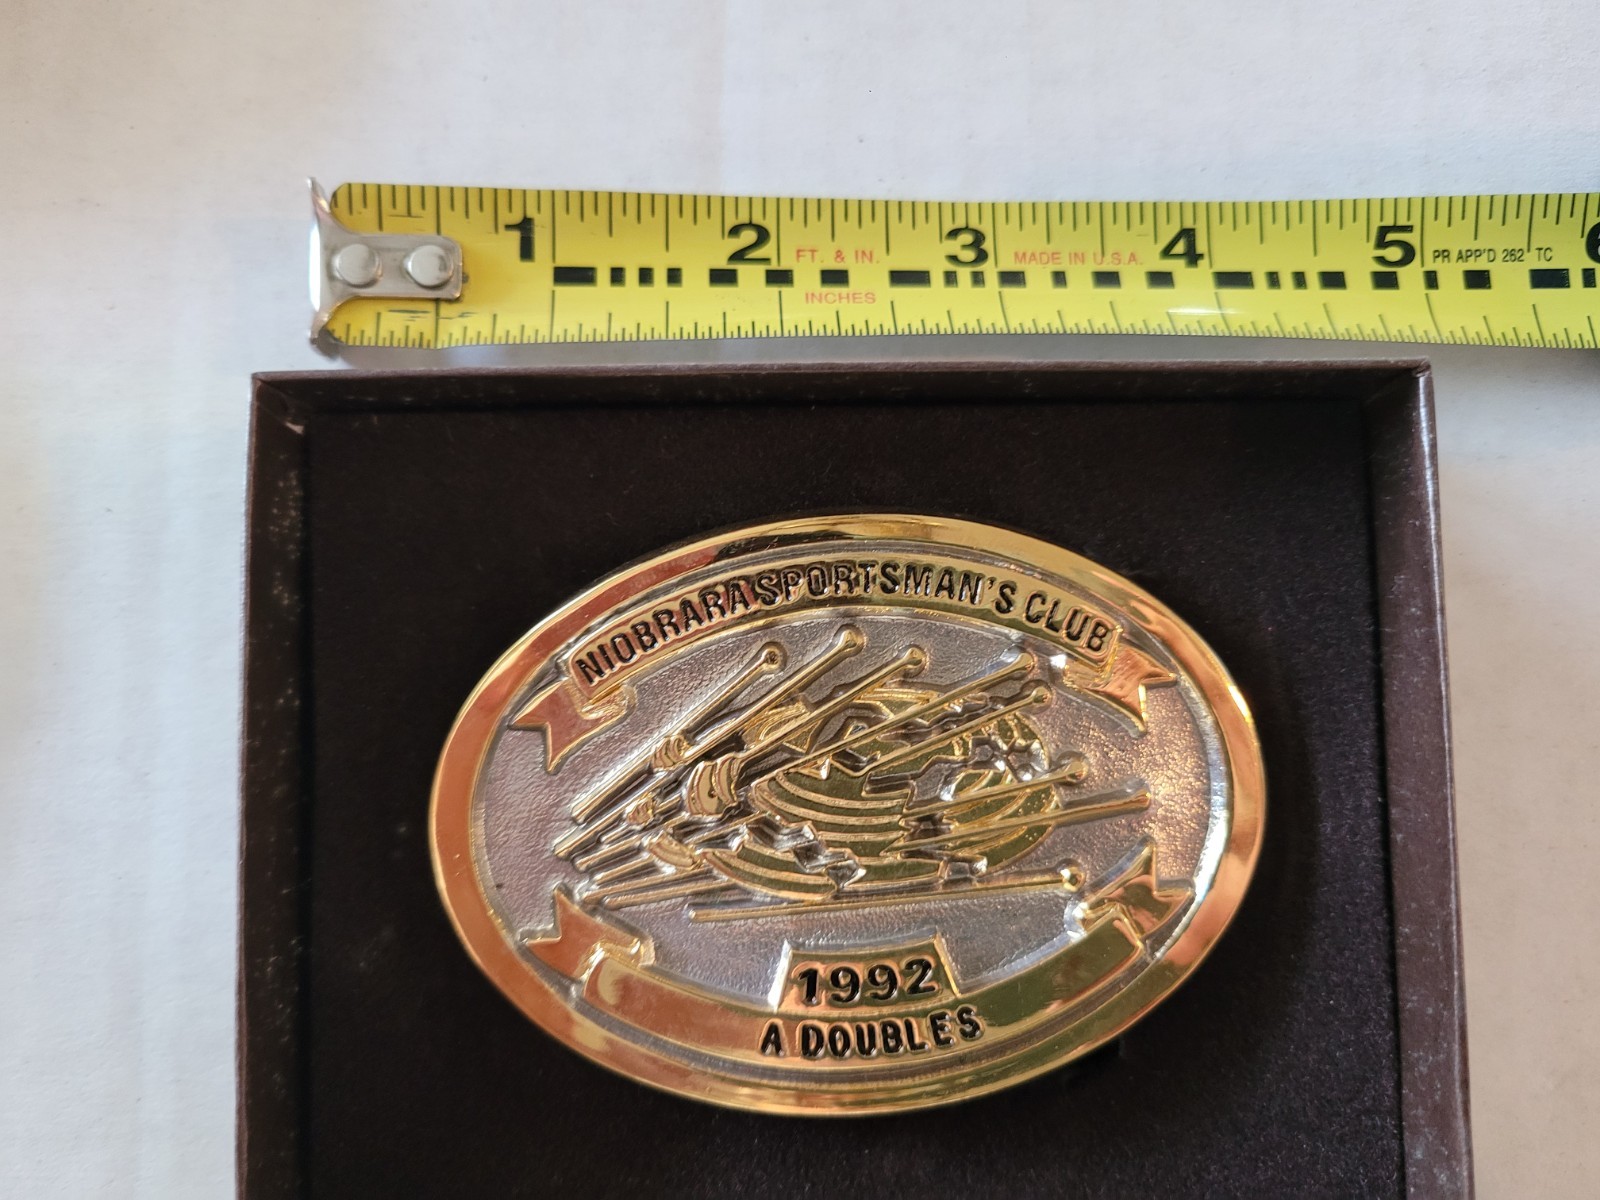 1 2 3 4 5 6
FT. & IN.
INCHES
MADE IN U.S.A.
PR APP'D 262 TC
NIOBRARA SPORTSMAN'S CLUB
1992
A DOUBLES